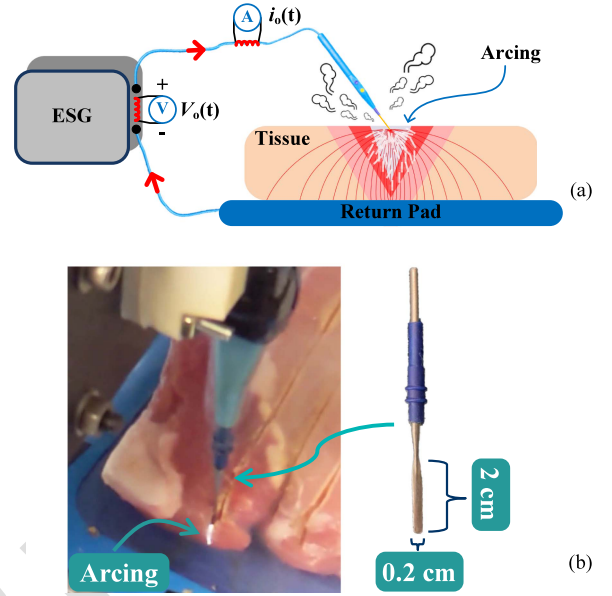 A
i₀(t)
Arcing
+
ESG
V
V₀(t)
-
Tissue
(a)
Return Pad
2 cm
Arcing
0.2 cm
(b)